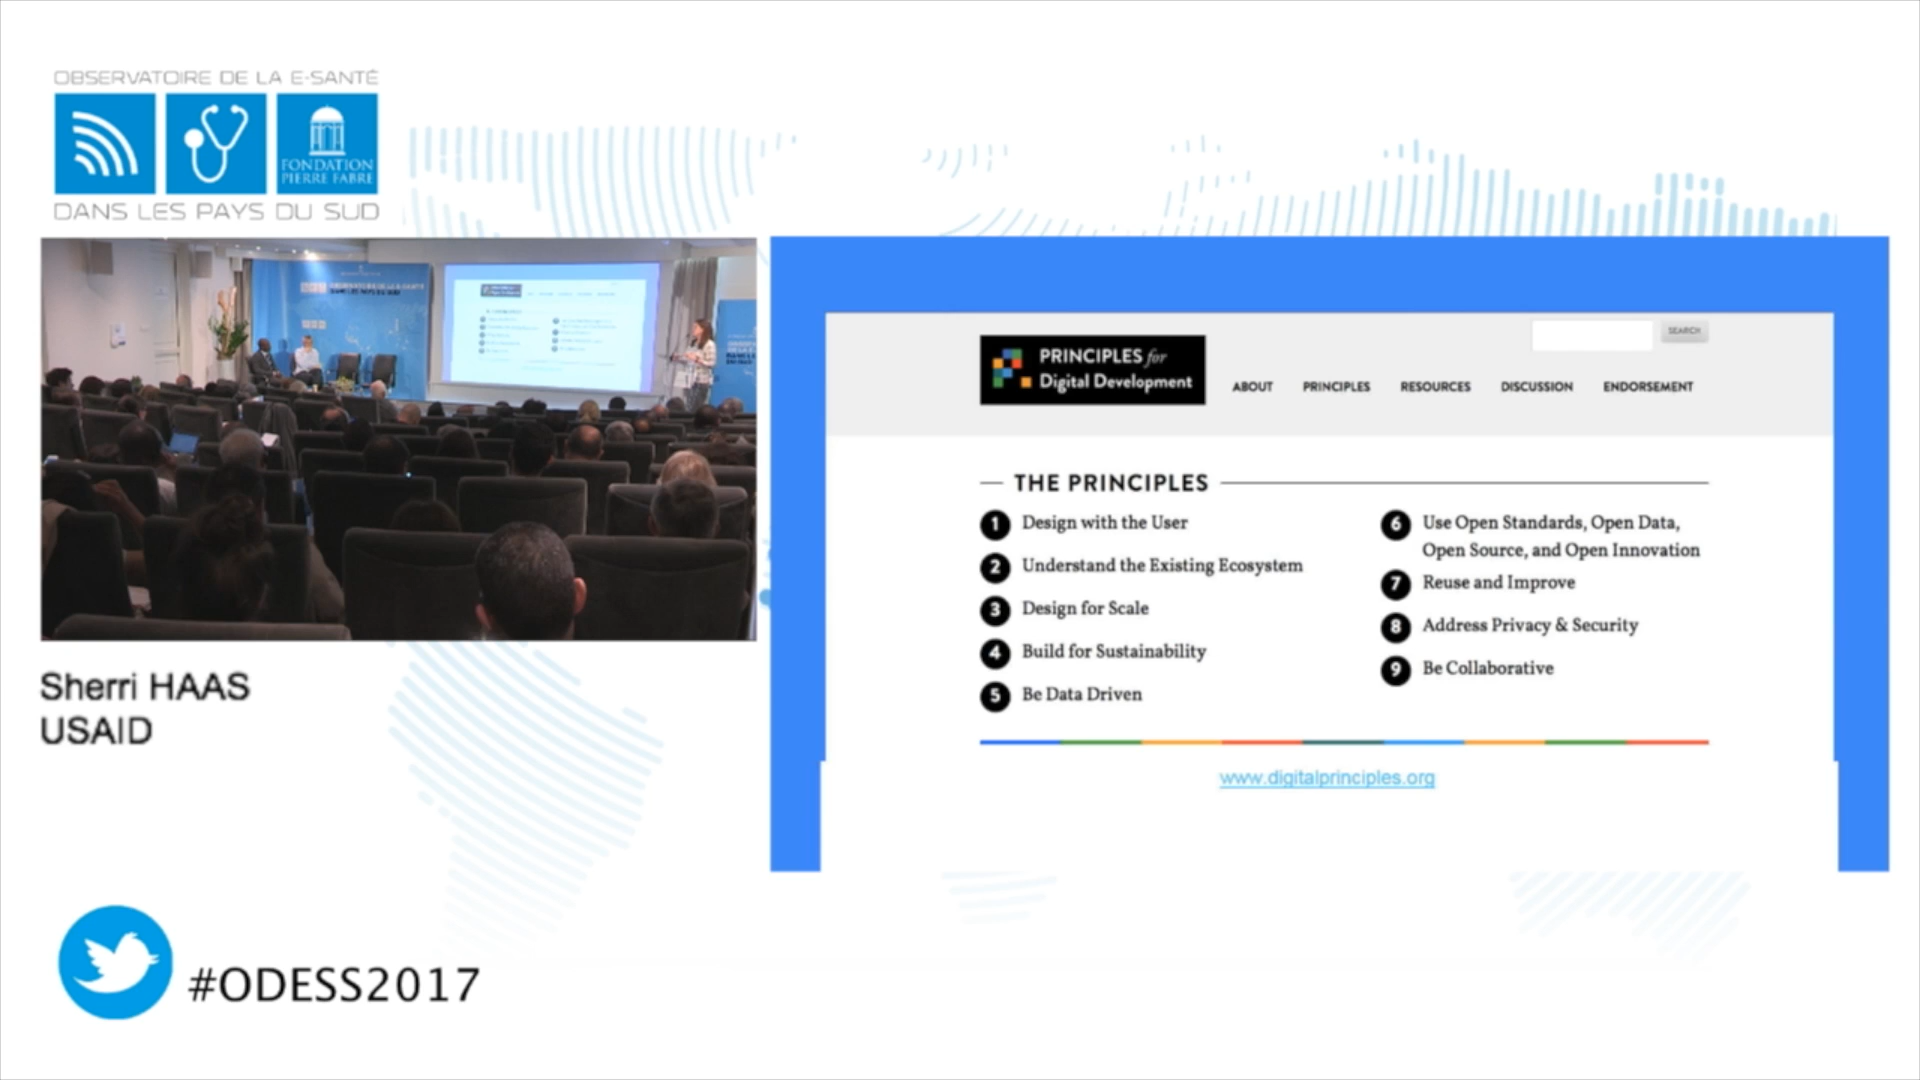 OBSERVATOIRE DE LA E-SANTÉ
FONDATION
PIERRE FABRE
DANS LES PAYS DU SUD
Sherri HAAS
USAID
#ODESS2017
PRINCIPLES for
Digital Development
SEARCH
ABOUT
PRINCIPLES
RESOURCES
DISCUSSION
ENDORSEMENT
THE PRINCIPLES
1 Design with the User
2 Understand the Existing Ecosystem
3 Design for Scale
4 Build for Sustainability
5 Be Data Driven
6 Use Open Standards, Open Data,
Open Source, and Open Innovation
7 Reuse and Improve
8 Address Privacy & Security
9 Be Collaborative
www.digitalprinciples.org